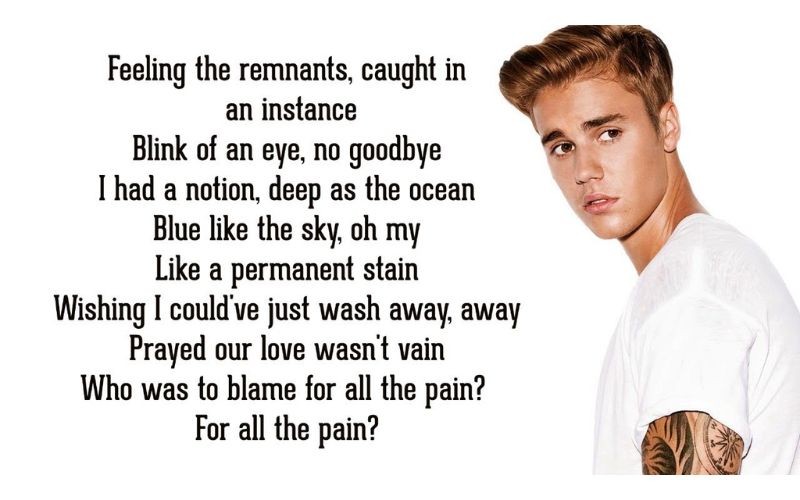 Feeling the remnants, caught in
an instance
Blink of an eye, no goodbye
I had a notion, deep as the ocean
Blue like the sky, oh my
Like a permanent stain
Wishing I could've just wash away, away
Prayed our love wasn't vain
Who was to blame for all the pain?
For all the pain?